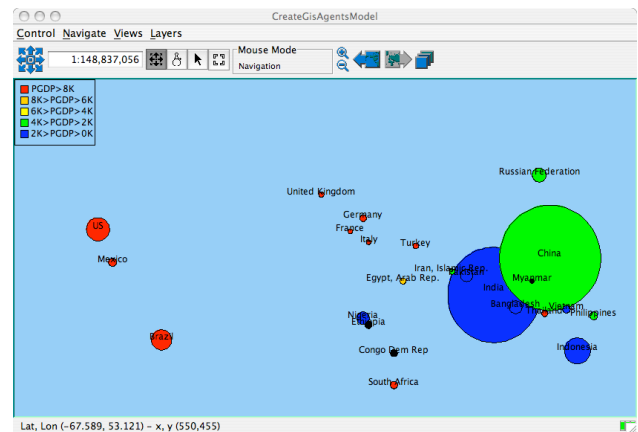 CreateGisAgentsModel
Control Navigate Views Layers
1:148,837,056
Mouse Mode
Navigation
PGDP>8K
8K>PGDP>6K
6K>PGDP>4K
4K>PGDP>2K
2K>PGDP>0K
Russian Federation
United Kingdom
Germany
US
France
Italy
Turkey
China
Mexico
Iran, Islamic Rep.
Pakistan
Egypt, Arab Rep.
Myanmar
India
Bangladesh
Vietnam
Thailand
Philippines
Nigeria
Ethiopia
Brazil
Congo Dem Rep
Indonesia
South Africa
Lat, Lon (-67.589, 53.121) - x, y (550,455)